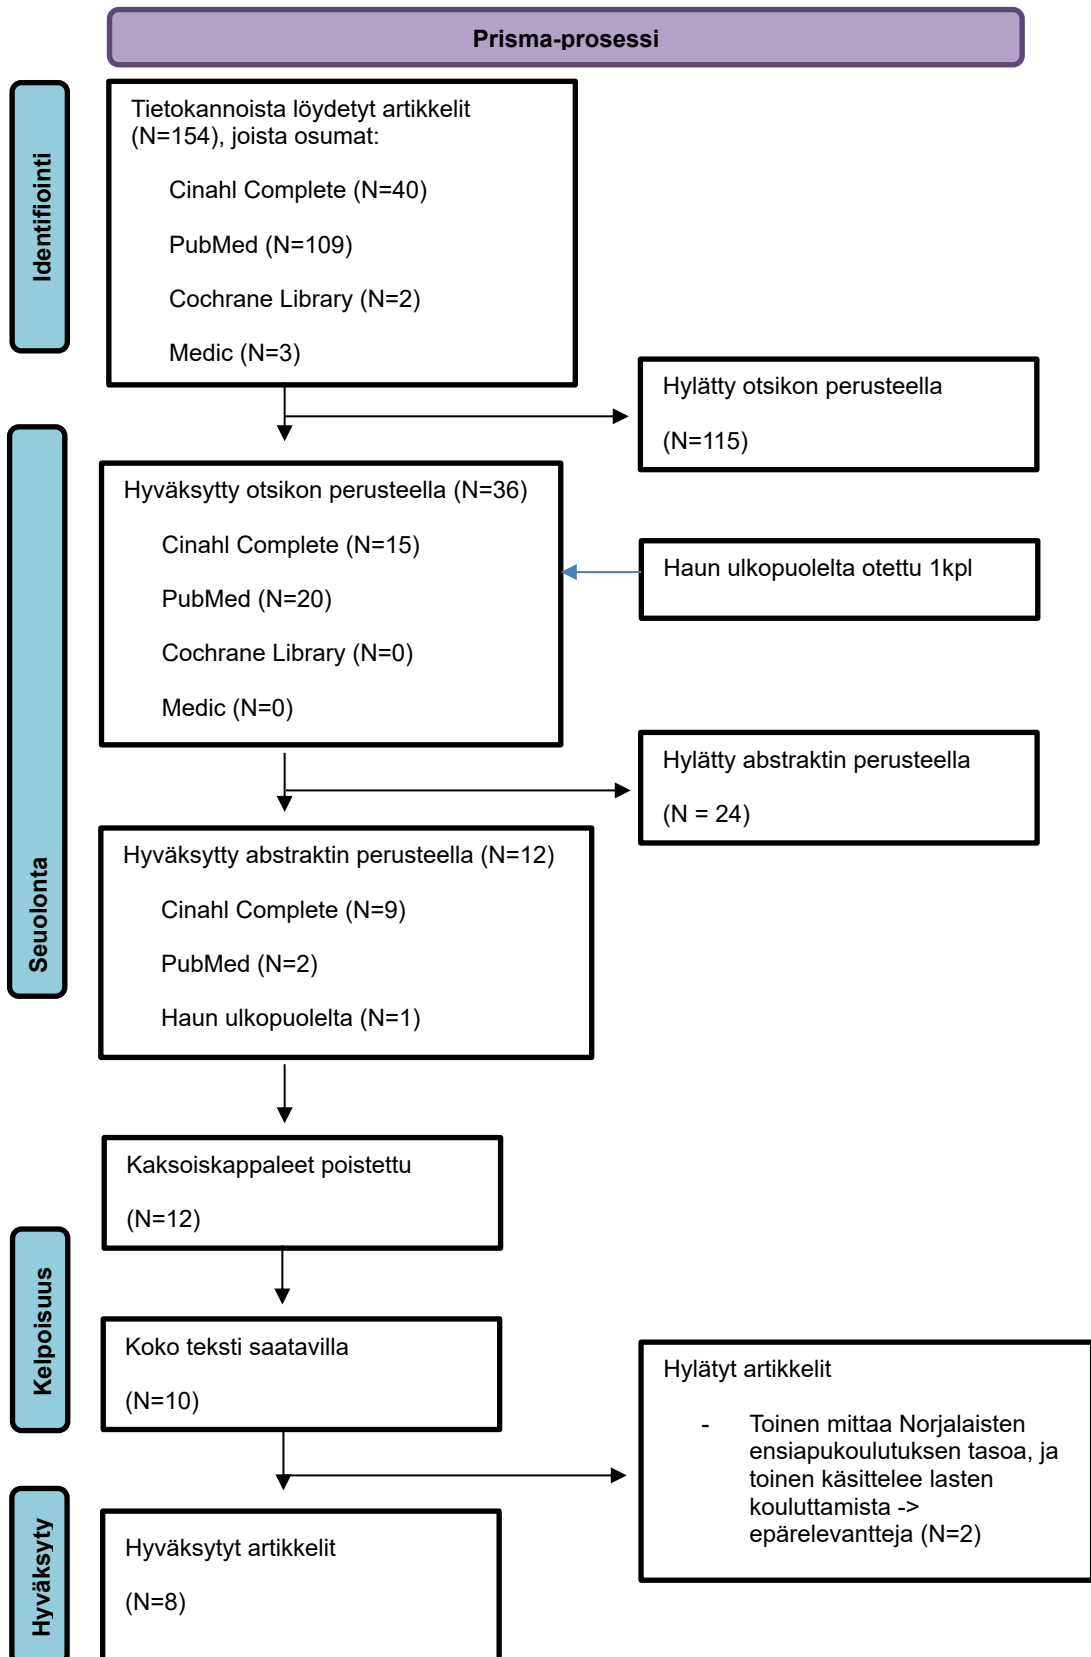 Prisma-prosessi
Identifiointi
Tietokannoista löydetyt artikkelit
(N=154), joista osumat:
Cinahl Complete (N=40)
PubMed (N=109)
Cochrane Library (N=2)
Medic (N=3)
Hylätty otsikon perusteella
(N=115)
Seuolonta
Hyväksytty otsikon perusteella (N=36)
Cinahl Complete (N=15)
PubMed (N=20)
Cochrane Library (N=0)
Medic (N=0)
Haun ulkopuolelta otettu 1kpl
Hylätty abstraktin perusteella
(N = 24)
Hyväksytty abstraktin perusteella (N=12)
Cinahl Complete (N=9)
PubMed (N=2)
Haun ulkopuolelta (N=1)
Kaksoiskappaleet poistettu
(N=12)
Kelpoisuus
Koko teksti saatavilla
(N=10)
Hylätyt artikkelit
- Toinen mittaa Norjalaisten
ensiapukoulutuksen tasoa, ja
toinen käsittelee lasten
kouluttamista ->
epärelevantteja (N=2)
Hyväksyty
Hyväksytyt artikkelit
(N=8)